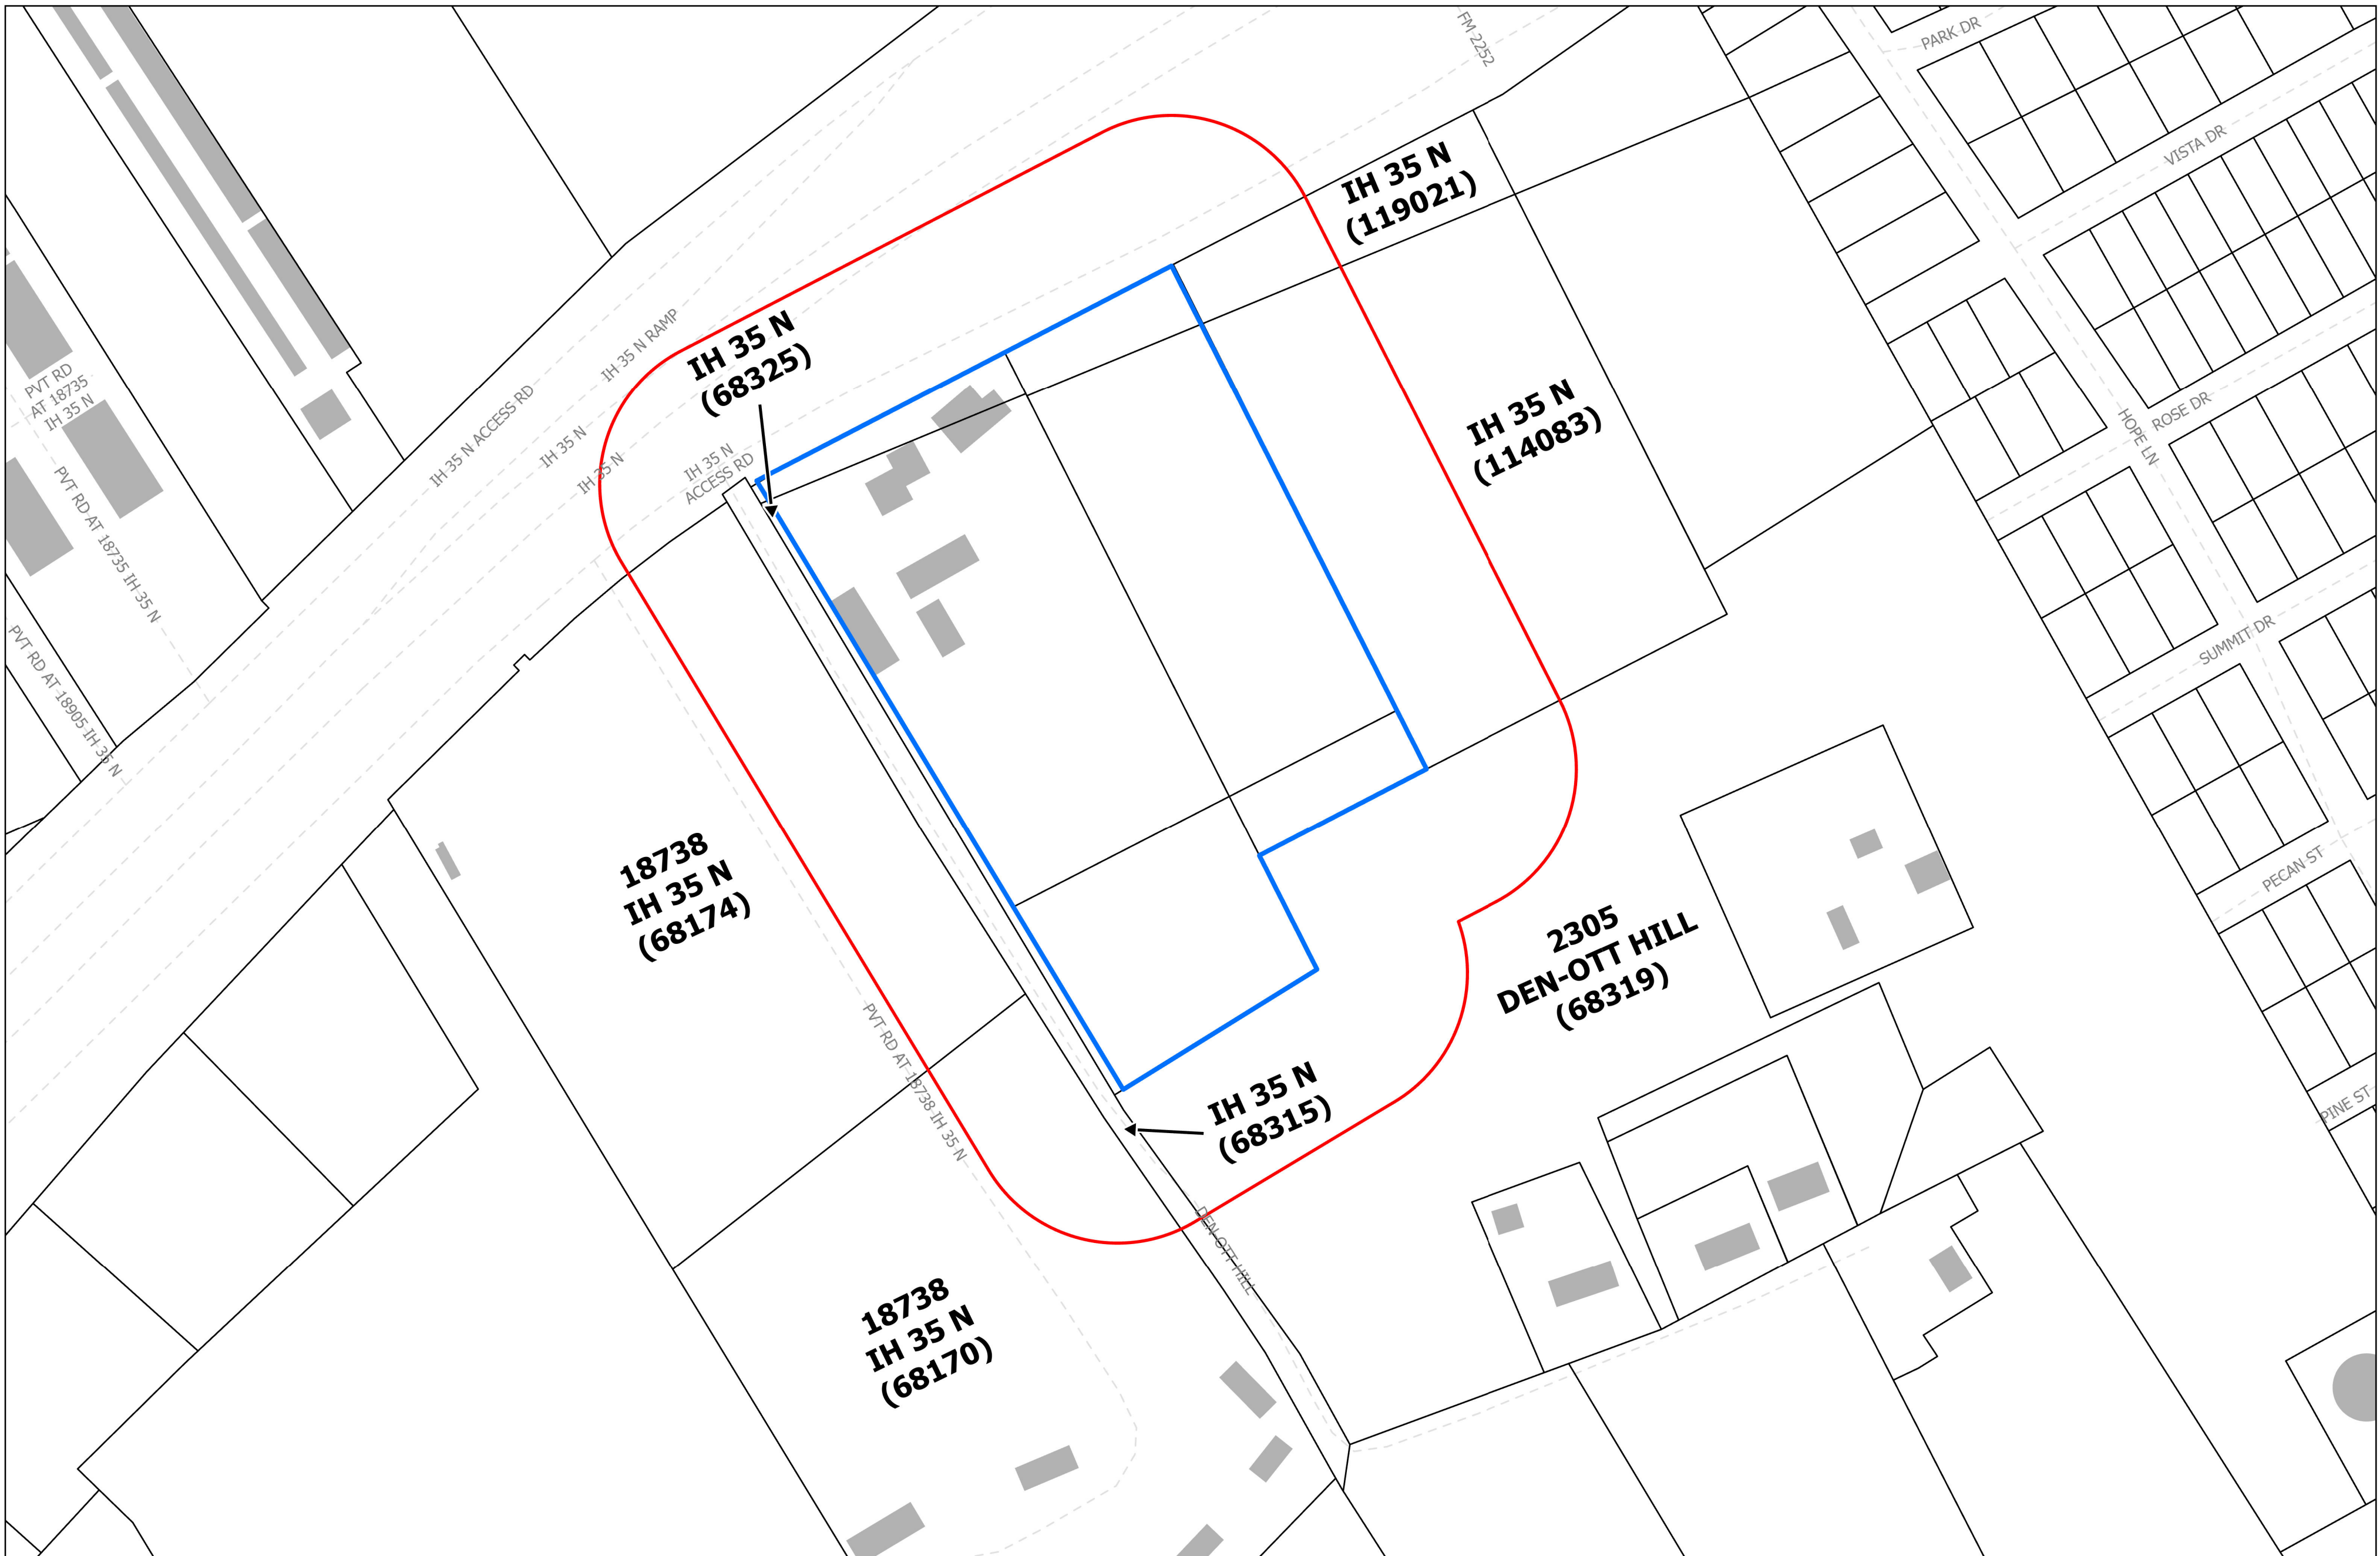 FM 2252
PARK DR
VISTA DR
IH 35 N
(119021)
IH 35 N RAMP
IH 35 N
(68325)
PVT RD
AT 18735
IH 35 N
IH 35 N ACCESS RD
IH 35 N
IH 35 N
IH 35 N
ACCESS RD
IH 35 N
(114083)
HOPE LN
ROSE DR
PVT RD AT 18735 IH 35 N
PVT RD AT 18905 IH 35 N
SUMMIT DR
18738
IH 35 N
(68174)
PECAN ST
2305
DEN-OTT HILL
(68319)
PVT RD AT 18738 IH 35 N
IH 35 N
(68315)
PINE ST
DEN OTT HILL
18738
IH 35 N
(68170)